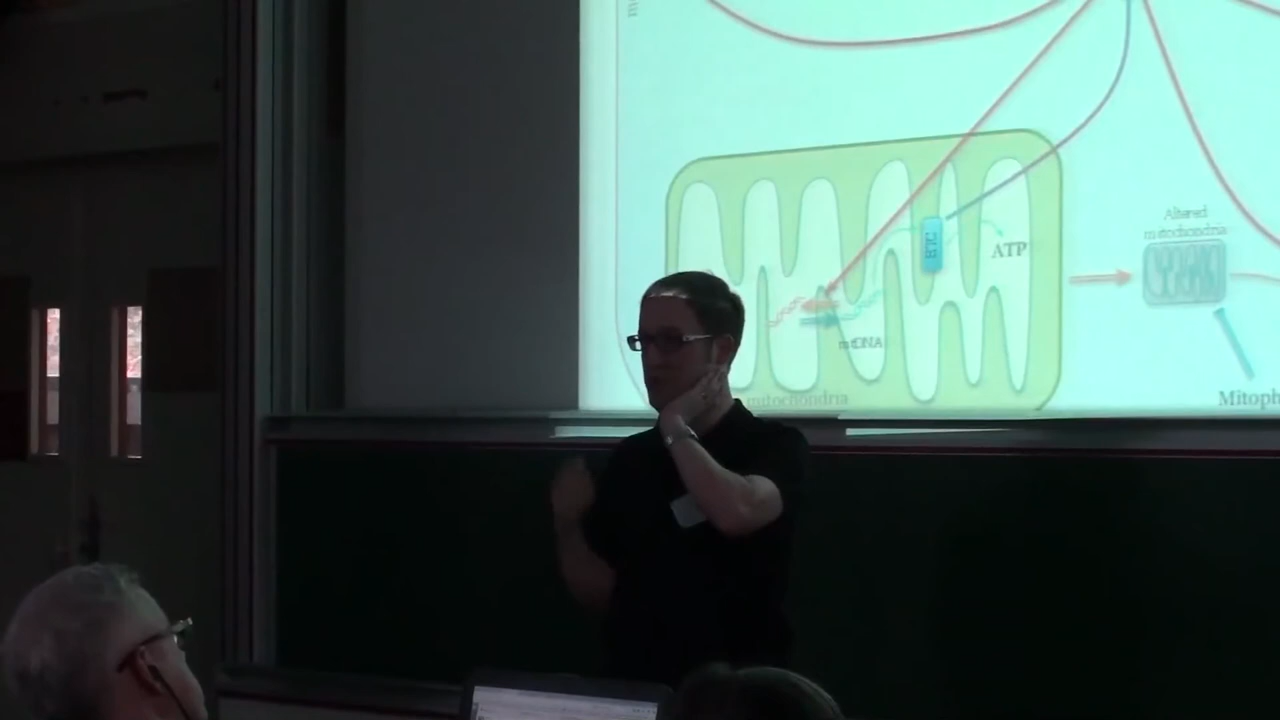 Altered
mitochondria
ETC
ATP
mtDNA
mitochondria
Mitoph